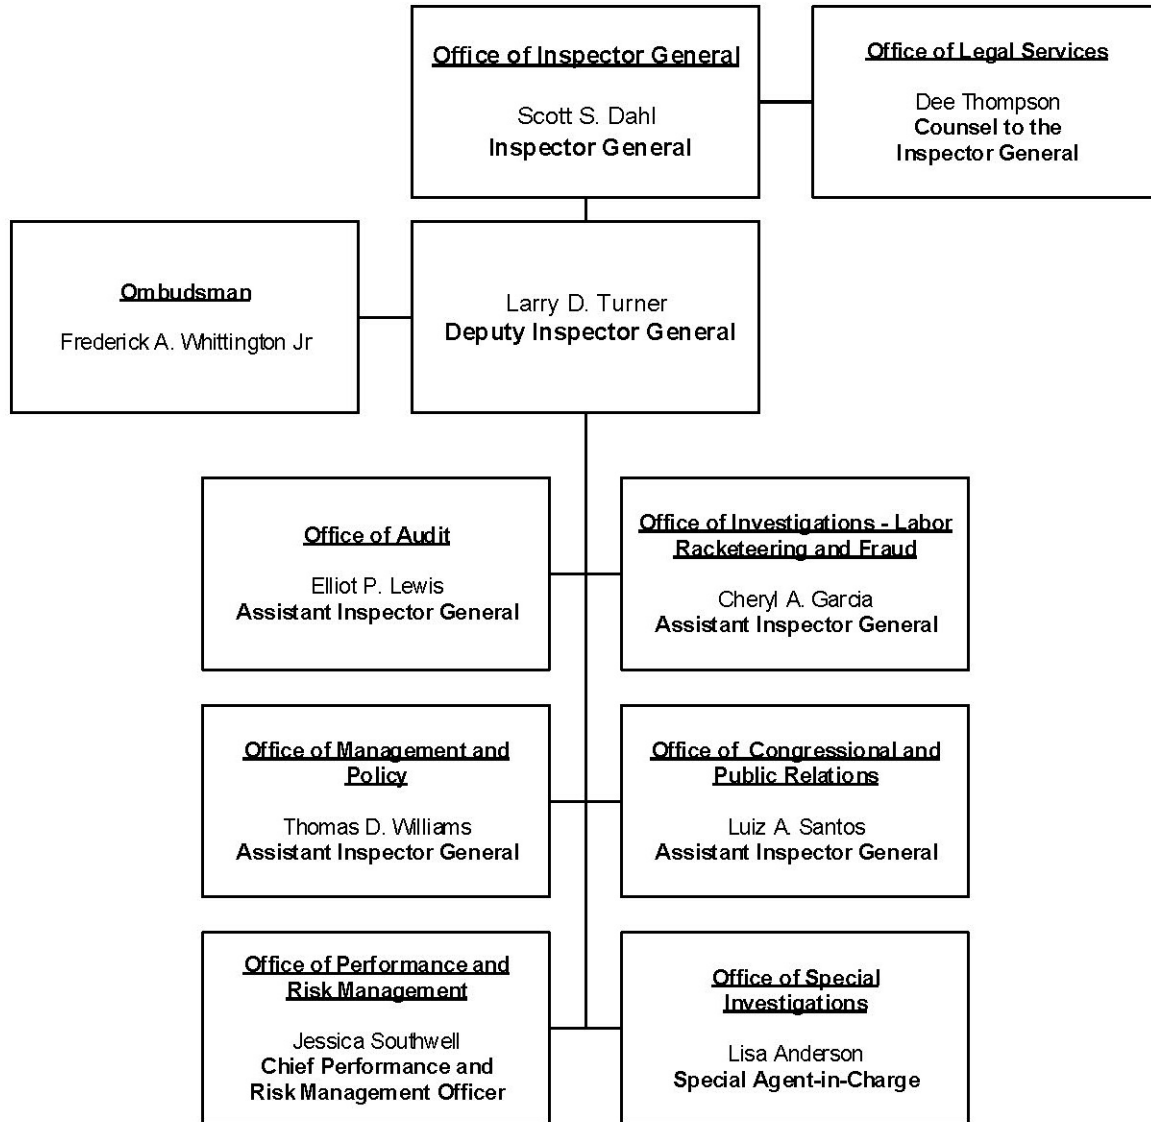 Office of Inspector General
Scott S. Dahl
Inspector General
Office of Legal Services
Dee Thompson
Counsel to the
Inspector General
Ombudsman
Frederick A. Whittington Jr
Larry D. Turner
Deputy Inspector General
Office of Audit
Elliot P. Lewis
Assistant Inspector General
Office of Investigations - Labor
Racketeering and Fraud
Cheryl A. Garcia
Assistant Inspector General
Office of Management and
Policy
Thomas D. Williams
Assistant Inspector General
Office of Congressional and
Public Relations
Luiz A. Santos
Assistant Inspector General
Office of Performance and
Risk Management
Jessica Southwell
Chief Performance and
Risk Management Officer
Office of Special
Investigations
Lisa Anderson
Special Agent-in-Charge